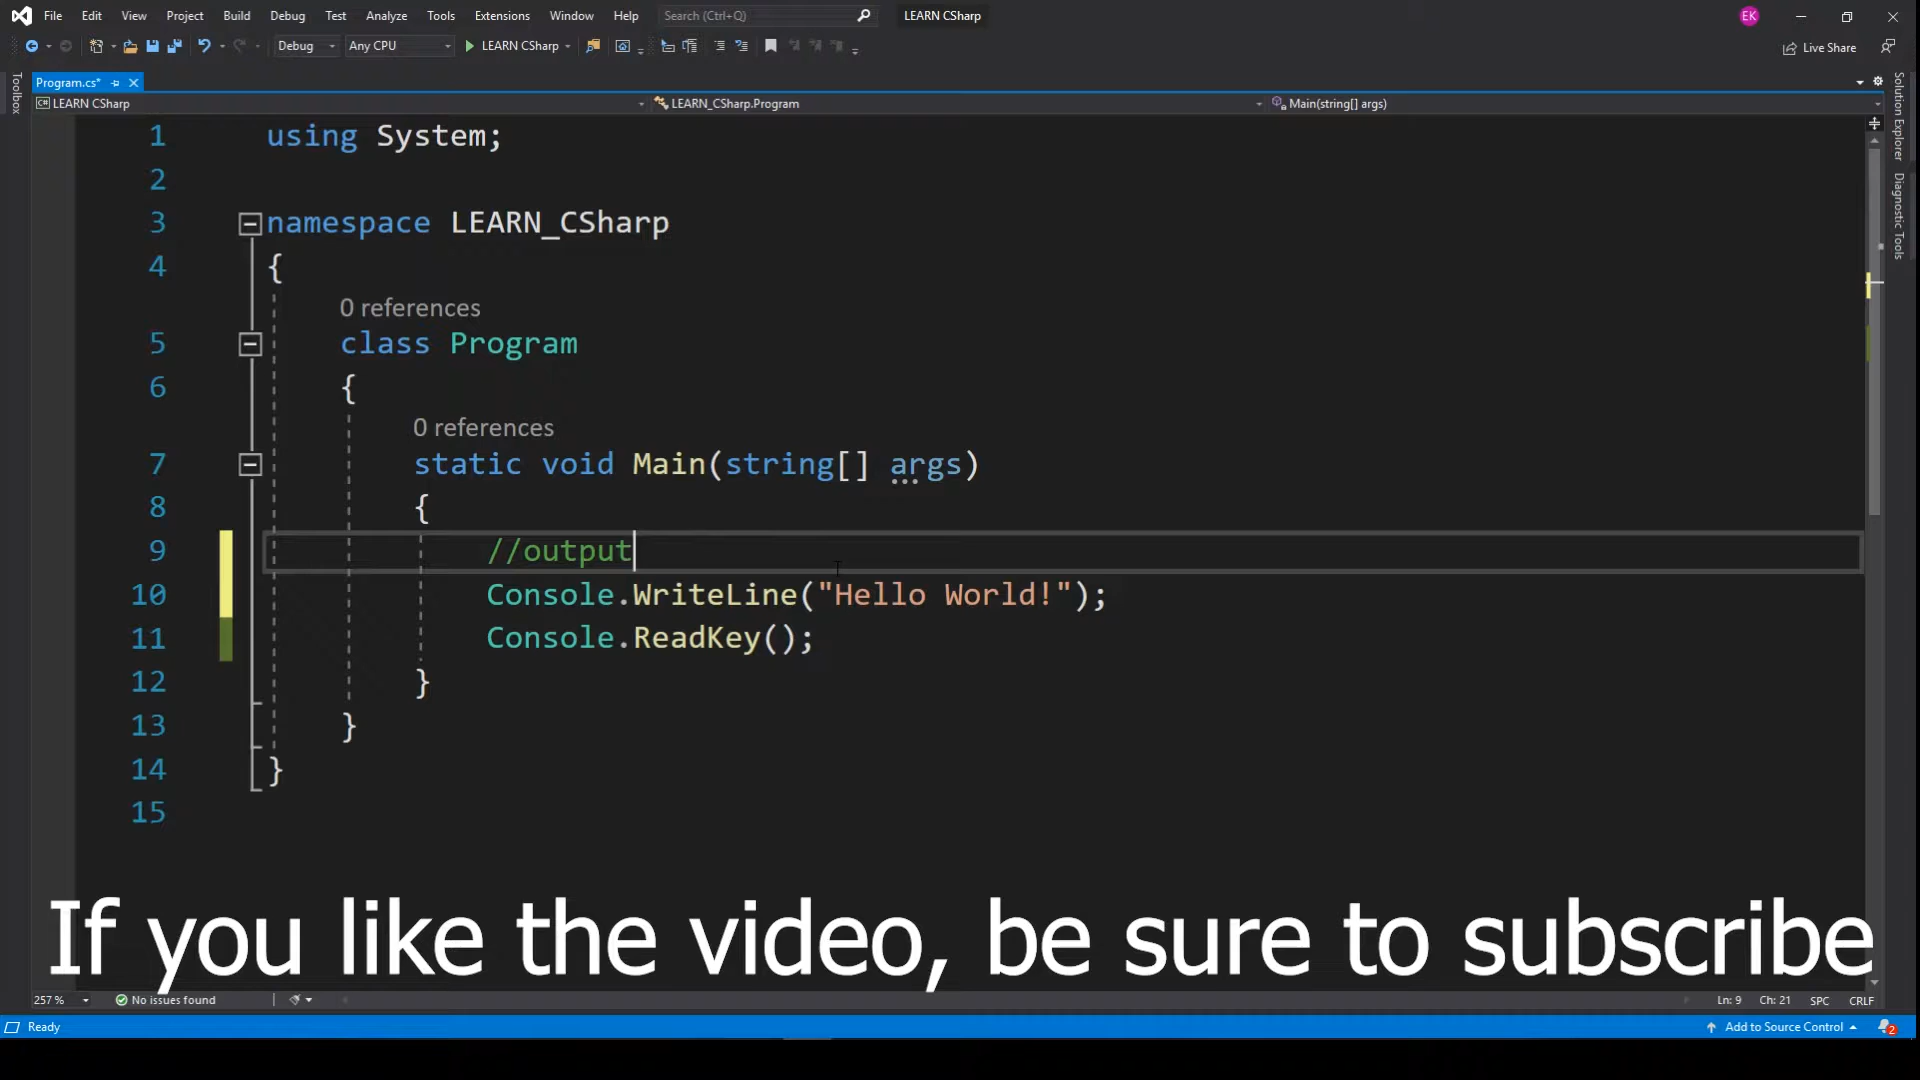 File Edit View Project Build Debug Test Analyze Tools Extensions Window Help Search (Ctrl+Q) LEARN CSharp EK
Debug Any CPU LEARN CSharp Live Share
Toolbox
Program.cs*
LEARN CSharp LEARN_CSharp.Program Main(string[] args)
Solution Explorer
Diagnostic Tools
1 using System;
2
3 namespace LEARN_CSharp
4 {
0 references
5 class Program
6 {
0 references
7 static void Main(string[] args)
8 {
9 //output
10 Console.WriteLine("Hello World!");
11 Console.ReadKey();
12 }
13 }
14 }
15
If you like the video, be sure to subscribe
257 % No issues found Ln: 9 Ch: 21 SPC CRLF
Ready Add to Source Control 2